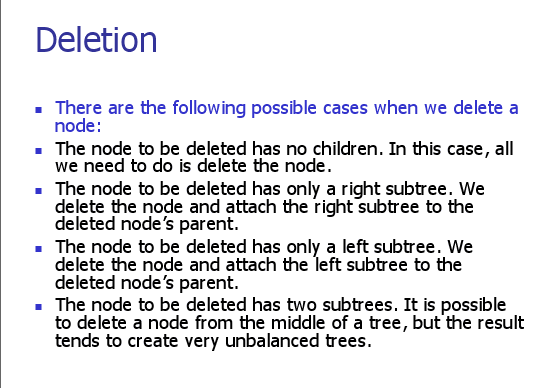 Deletion
There are the following possible cases when we delete a
node:
The node to be deleted has no children. In this case, all
we need to do is delete the node.
The node to be deleted has only a right subtree. We
delete the node and attach the right subtree to the
deleted node’s parent.
The node to be deleted has only a left subtree. We
delete the node and attach the left subtree to the
deleted node’s parent.
The node to be deleted has two subtrees. It is possible
to delete a node from the middle of a tree, but the result
tends to create very unbalanced trees.